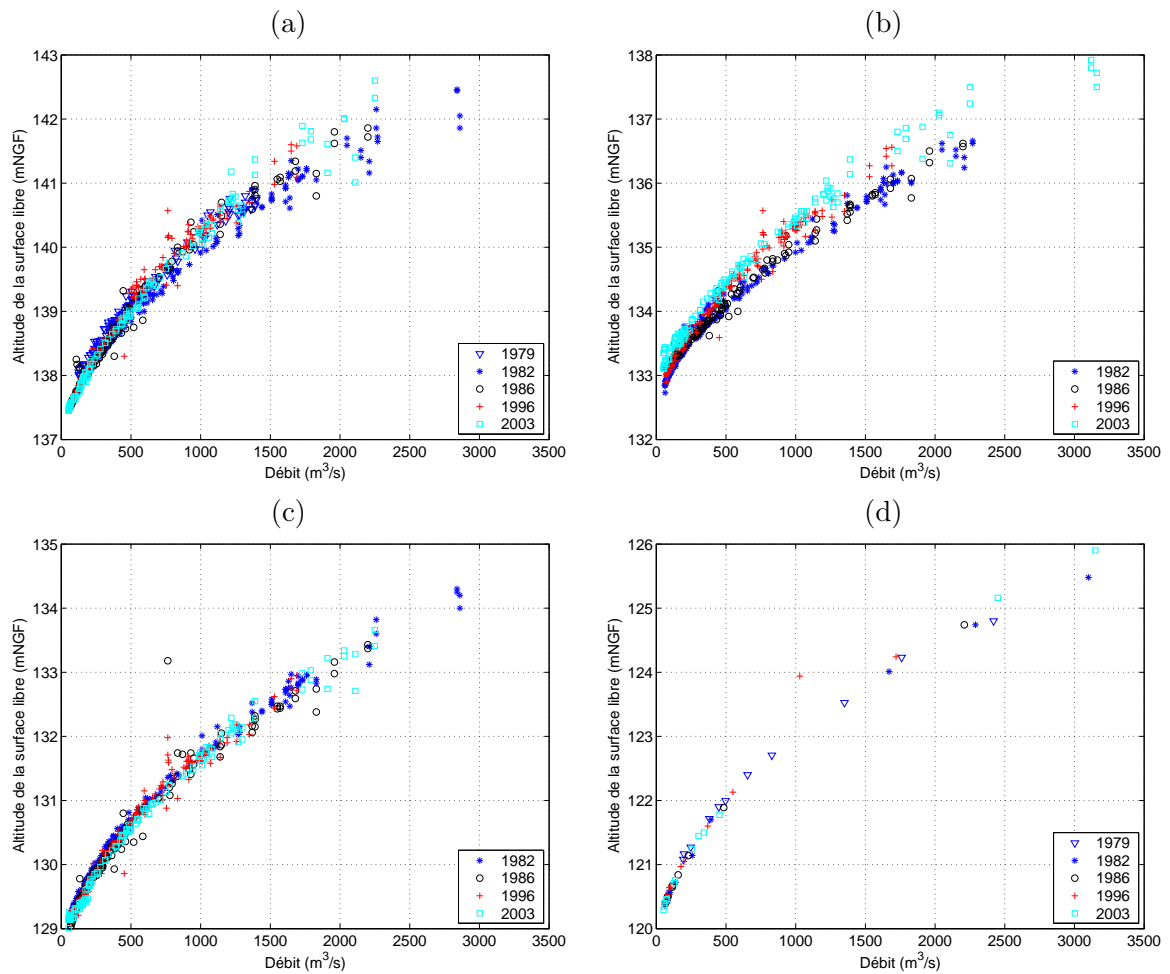 (a)
143
142
141
140
139
138
137
0 500 1000 1500 2000 2500 3000 3500
Altitude de la surface libre (mNGF)
Débit (m³/s)
1979
1982
1986
1996
2003
(b)
138
137
136
135
134
133
132
0 500 1000 1500 2000 2500 3000 3500
Altitude de la surface libre (mNGF)
Débit (m³/s)
1982
1986
1996
2003
(c)
135
134
133
132
131
130
129
0 500 1000 1500 2000 2500 3000 3500
Altitude de la surface libre (mNGF)
Débit (m³/s)
1982
1986
1996
2003
(d)
126
125
124
123
122
121
120
0 500 1000 1500 2000 2500 3000 3500
Altitude de la surface libre (mNGF)
Débit (m³/s)
1979
1982
1986
1996
2003